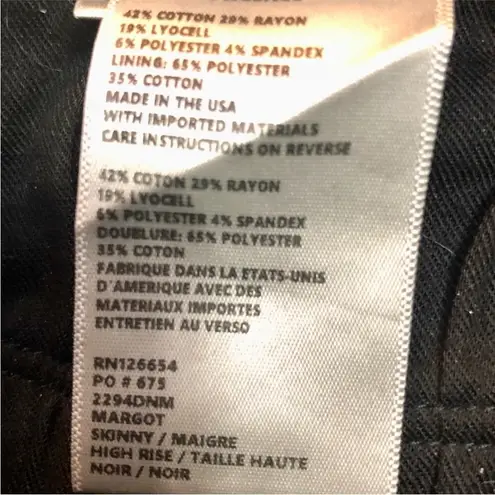 42% COTTON 29% RAYON
19% LYOCELL
6% POLYESTER 4% SPANDEX
LINING: 65% POLYESTER
35% COTTON
MADE IN THE USA
WITH IMPORTED MATERIALS
CARE INSTRUCTIONS ON REVERSE
42% COTON 29% RAYON
19% LYOCELL
6% POLYESTER 4% SPANDEX
DOUBLURE: 65% POLYESTER
35% COTON
FABRIQUE DANS LA ETATS-UNIS
D'AMERIQUE AVEC DES
MATERIAUX IMPORTES
ENTRETIEN AU VERSO
RN126654
PO # 675
2294DNM
MARGOT
SKINNY / MAIGRE
HIGH RISE / TAILLE HAUTE
NOIR / NOIR